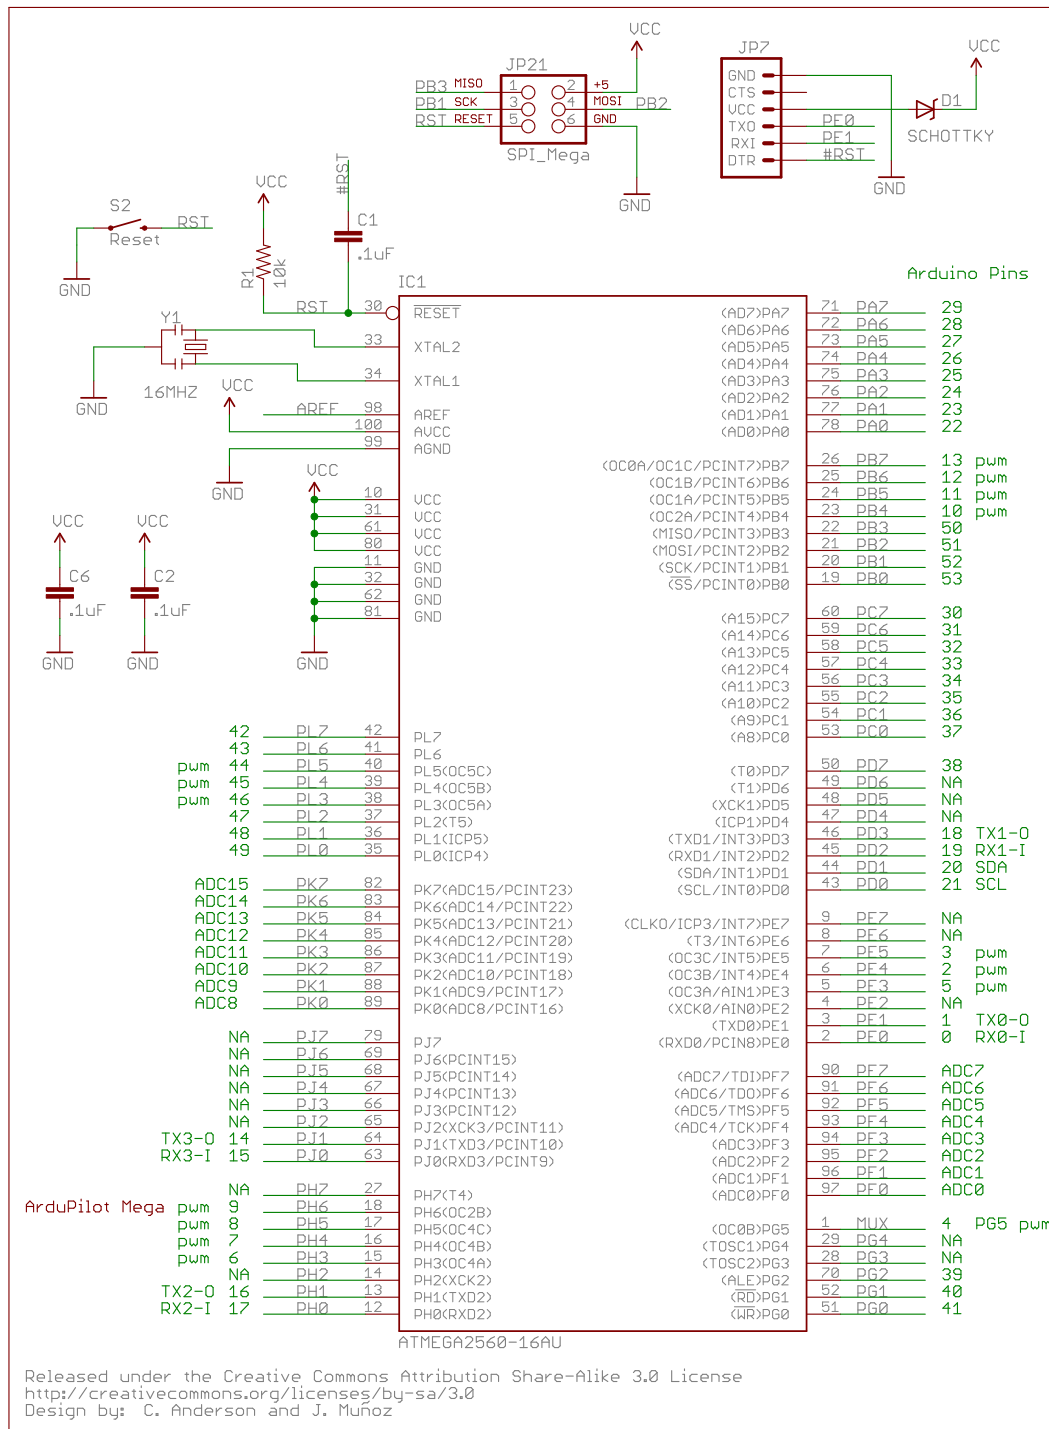 VCC
JP21
JP7
VCC
PB3 MISO 1 2 +5
PB1 SCK 3 4 MOSI PB2
RST RESET 5 6 GND
SPI_Mega
GND
GND
CTS
VCC
TXO PE0
RXI PE1
DTR #RST
D1
SCHOTTKY
GND
S2
RST
Reset
GND
VCC
R1
10k
#RST
C1
.1uF
IC1
Arduino Pins
RST 30 RESET
Y1
33 XTAL2
34 XTAL1
16MHZ
GND
VCC
AREF 98 AREF
100 AVCC
99 AGND
GND
VCC
10 VCC
31 VCC
61 VCC
80 VCC
11 GND
32 GND
62 GND
81 GND
GND
VCC
C6
.1uF
GND
VCC
C2
.1uF
GND
(AD7)PA7 71 PA7 29
(AD6)PA6 72 PA6 28
(AD5)PA5 73 PA5 27
(AD4)PA4 74 PA4 26
(AD3)PA3 75 PA3 25
(AD2)PA2 76 PA2 24
(AD1)PA1 77 PA1 23
(AD0)PA0 78 PA0 22
(OC0A/OC1C/PCINT7)PB7 26 PB7 13 pwm
(OC1B/PCINT6)PB6 25 PB6 12 pwm
(OC1A/PCINT5)PB5 24 PB5 11 pwm
(OC2A/PCINT4)PB4 23 PB4 10 pwm
(MISO/PCINT3)PB3 22 PB3 50
(MOSI/PCINT2)PB2 21 PB2 51
(SCK/PCINT1)PB1 20 PB1 52
(SS/PCINT0)PB0 19 PB0 53
(A15)PC7 60 PC7 30
(A14)PC6 59 PC6 31
(A13)PC5 58 PC5 32
(A12)PC4 57 PC4 33
(A11)PC3 56 PC3 34
(A10)PC2 55 PC2 35
(A9)PC1 54 PC1 36
(A8)PC0 53 PC0 37
42 PL7 42 PL7
43 PL6 41 PL6
pwm 44 PL5 40 PL5(OC5C)
pwm 45 PL4 39 PL4(OC5B)
pwm 46 PL3 38 PL3(OC5A)
47 PL2 37 PL2(T5)
48 PL1 36 PL1(ICP5)
49 PL0 35 PL0(ICP4)
(T0)PD7 50 PD7 38
(T1)PD6 49 PD6 NA
(XCK1)PD5 48 PD5 NA
(ICP1)PD4 47 PD4 NA
(TXD1/INT3)PD3 46 PD3 18 TX1-O
(RXD1/INT2)PD2 45 PD2 19 RX1-I
(SDA/INT1)PD1 44 PD1 20 SDA
(SCL/INT0)PD0 43 PD0 21 SCL
ADC15 PK7 82 PK7(ADC15/PCINT23)
ADC14 PK6 83 PK6(ADC14/PCINT22)
ADC13 PK5 84 PK5(ADC13/PCINT21)
ADC12 PK4 85 PK4(ADC12/PCINT20)
ADC11 PK3 86 PK3(ADC11/PCINT19)
ADC10 PK2 87 PK2(ADC10/PCINT18)
ADC9 PK1 88 PK1(ADC9/PCINT17)
ADC8 PK0 89 PK0(ADC8/PCINT16)
(CLKO/ICP3/INT7)PE7 9 PE7 NA
(T3/INT6)PE6 8 PE6 NA
(OC3C/INT5)PE5 7 PE5 3 pwm
(OC3B/INT4)PE4 6 PE4 2 pwm
(OC3A/AIN1)PE3 5 PE3 5 pwm
(XCK0/AIN0)PE2 4 PE2 NA
(TXD0)PE1 3 PE1 1 TX0-O
(RXD0/PCIN8)PE0 2 PE0 0 RX0-I
NA PJ7 79 PJ7
NA PJ6 69 PJ6(PCINT15)
NA PJ5 68 PJ5(PCINT14)
NA PJ4 67 PJ4(PCINT13)
NA PJ3 66 PJ3(PCINT12)
NA PJ2 65 PJ2(XCK3/PCINT11)
TX3-O 14 PJ1 64 PJ1(TXD3/PCINT10)
RX3-I 15 PJ0 63 PJ0(RXD3/PCINT9)
(ADC7/TDI)PF7 90 PF7 ADC7
(ADC6/TDO)PF6 91 PF6 ADC6
(ADC5/TMS)PF5 92 PF5 ADC5
(ADC4/TCK)PF4 93 PF4 ADC4
(ADC3)PF3 94 PF3 ADC3
(ADC2)PF2 95 PF2 ADC2
(ADC1)PF1 96 PF1 ADC1
(ADC0)PF0 97 PF0 ADC0
NA PH7 27 PH7(T4)
ArduPilot Mega pwm 9 PH6 18 PH6(OC2B)
pwm 8 PH5 17 PH5(OC4C)
pwm 7 PH4 16 PH4(OC4B)
pwm 6 PH3 15 PH3(OC4A)
NA PH2 14 PH2(XCK2)
TX2-O 16 PH1 13 PH1(TXD2)
RX2-I 17 PH0 12 PH0(RXD2)
(OC0B)PG5 1 MUX 4 PG5 pwm
(TOSC1)PG4 29 PG4 NA
(TOSC2)PG3 28 PG3 NA
(ALE)PG2 70 PG2 39
(RD)PG1 52 PG1 40
(WR)PG0 51 PG0 41
ATMEGA2560-16AU
Released under the Creative Commons Attribution Share-Alike 3.0 License
http://creativecommons.org/licenses/by-sa/3.0
Design by: C. Anderson and J. Muñoz